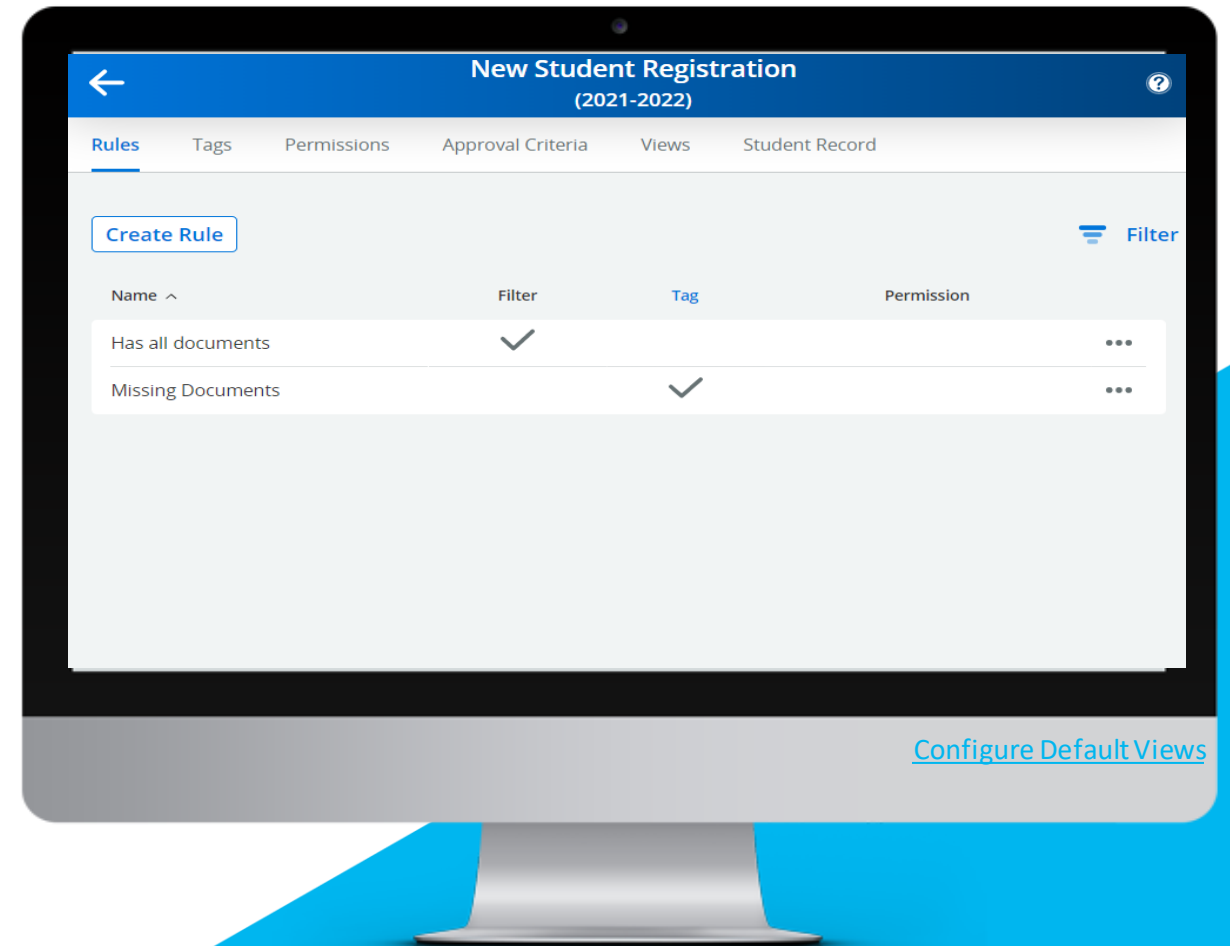 New Student Registration
(2021-2022)
?
Rules Tags Permissions Approval Criteria Views Student Record
Create Rule Filter
Name Filter Tag Permission
Has all documents
Missing Documents
Configure Default Views